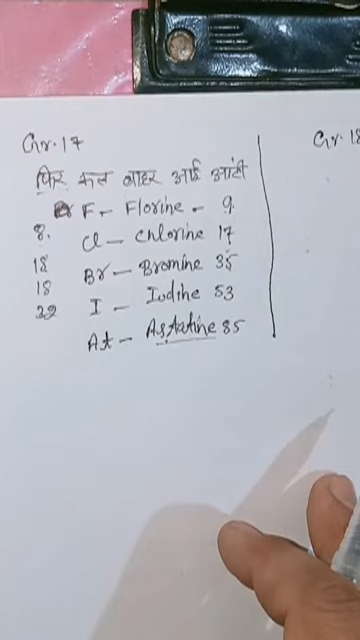 Gr. 17
फिर कल बाहर आई आंटी
F - Florine - 9
8. Cl - Chlorine 17
18 Br - Bromine 35
18 I - Iodine 53
32 At - Astatine 85
Gr. 18